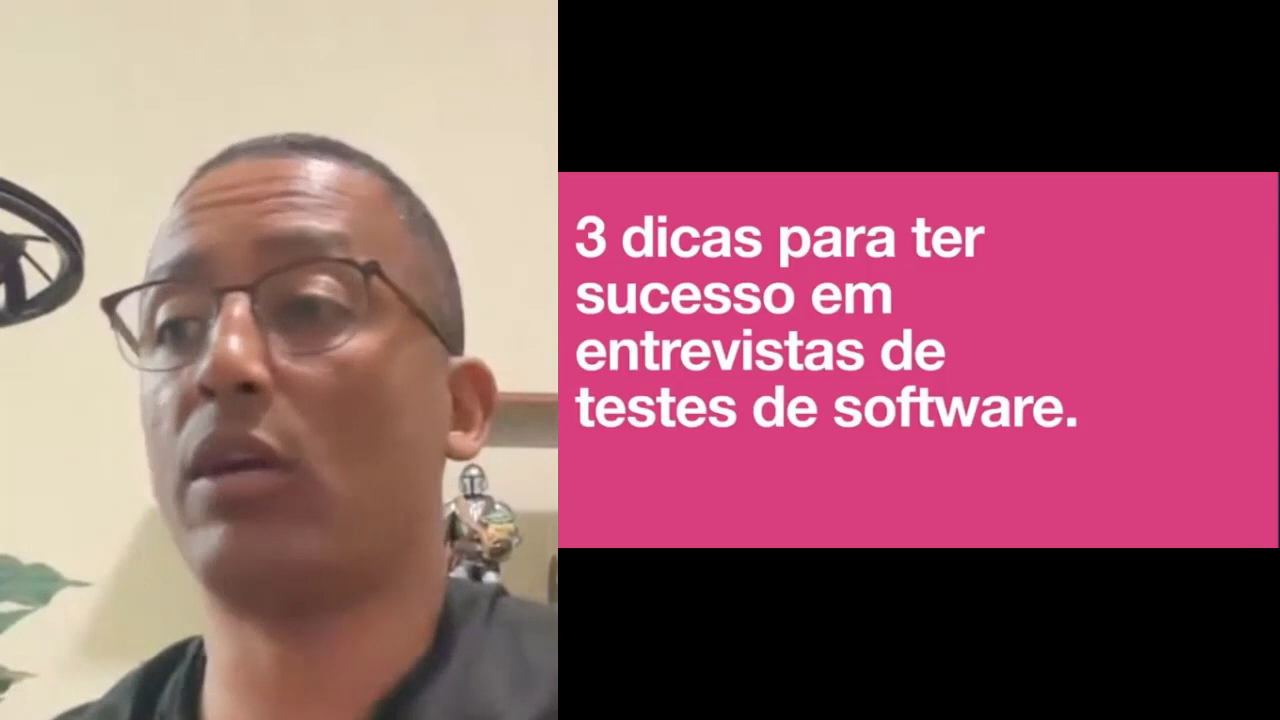 3 dicas para ter
sucesso em
entrevistas de
testes de software.